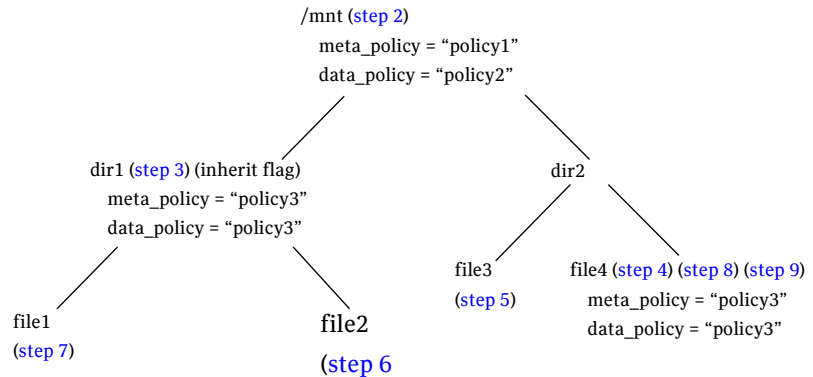 /mnt (step 2)
meta_policy = “policy1”
data_policy = “policy2”
dir1 (step 3) (inherit flag)
meta_policy = “policy3”
data_policy = “policy3”
dir2
file3
(step 5)
file4 (step 4) (step 8) (step 9)
meta_policy = “policy3”
data_policy = “policy3”
file1
(step 7)
file2
(step 6